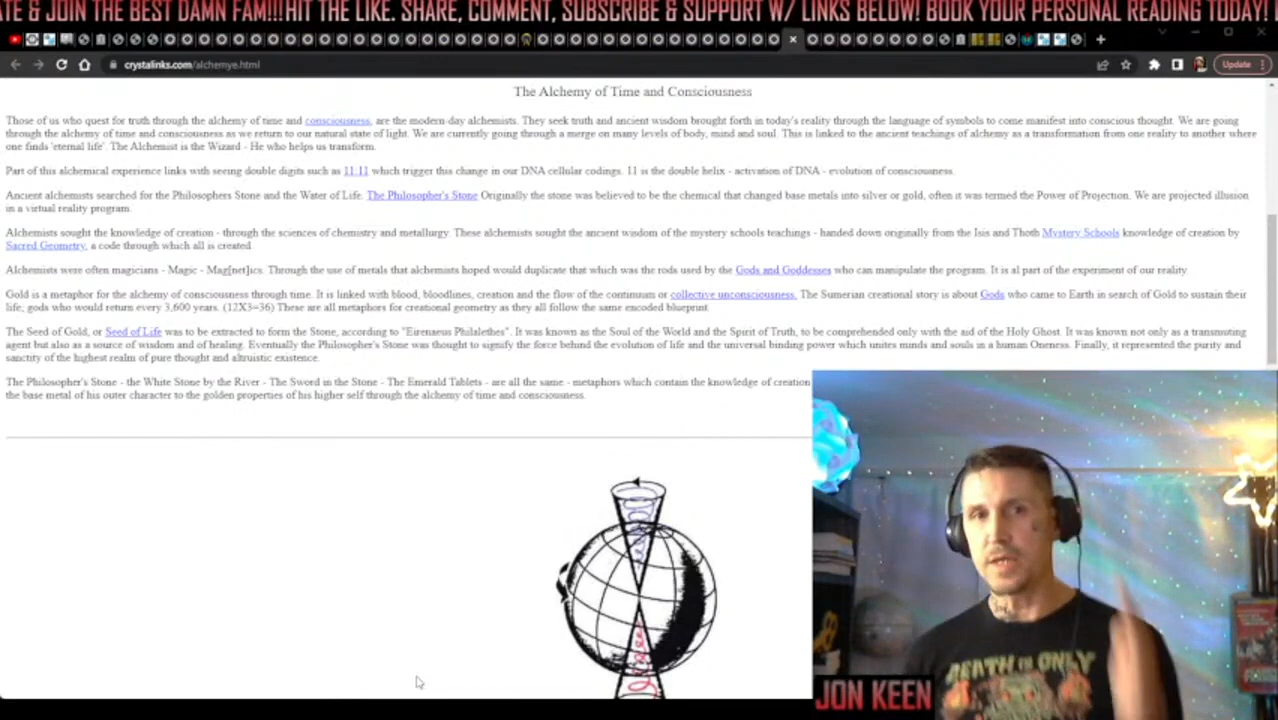 ATE & JOIN THE BEST DAMN FAM!!! HIT THE LIKE. SHARE, COMMENT, SUBSCRIBE & SUPPORT W/ LINKS BELOW! BOOK YOUR PERSONAL READING TODAY!
crystalinks.com/alchemye.html
Update
The Alchemy of Time and Consciousness
Those of us who quest for truth through the alchemy of time and consciousness, are the modern-day alchemists. They seek truth and ancient wisdom brought forth in today's reality through the language of symbols to come manifest into conscious thought. We are going
through the alchemy of time and consciousness as we return to our natural state of light. We are currently going through a merge on many levels of body, mind and soul. This is linked to the ancient teachings of alchemy as a transformation from one reality to another where
one finds 'eternal life'. The Alchemist is the Wizard - He who helps us transform.
Part of this alchemical experience links with seeing double digits such as 11:11 which trigger this change in our DNA cellular codings. 11 is the double helix - activation of DNA - evolution of consciousness.
Ancient alchemists searched for the Philosophers Stone and the Water of Life. The Philosopher's Stone Originally the stone was believed to be the chemical that changed base metals into silver or gold, often it was termed the Power of Projection. We are projected illusion
in a virtual reality program.
Alchemists sought the knowledge of creation - through the sciences of chemistry and metallurgy. These alchemists sought the ancient wisdom of the mystery schools teachings - handed down originally from the Isis and Thoth Mystery Schools knowledge of creation by
Sacred Geometry, a code through which all is created
Alchemists were often magicians - Magic - Mag[net]ics. Through the use of metals that alchemists hoped would duplicate that which was the rods used by the Gods and Goddesses who can manipulate the program. It is al part of the experiment of our reality.
Gold is a metaphor for the alchemy of consciousness through time. It is linked with blood, bloodlines, creation and the flow of the continuum or collective unconsciousness. The Sumerian creational story is about Gods who came to Earth in search of Gold to sustain their
life; gods who would return every 3,600 years. (12X3=36) These are all metaphors for creational geometry as they all follow the same encoded blueprint.
The Seed of Gold, or Seed of Life was to be extracted to form the Stone, according to "Eirenaeus Philalethes". It was known as the Soul of the World and the Spirit of Truth, to be comprehended only with the aid of the Holy Ghost. It was known not only as a transmuting
agent but also as a source of wisdom and of healing. Eventually the Philosopher's Stone was thought to signify the force behind the evolution of life and the universal binding power which unites minds and souls in a human Oneness. Finally, it represented the purity and
sanctity of the highest realm of pure thought and altruistic existence.
The Philosopher's Stone - the White Stone by the River - The Sword in the Stone - The Emerald Tablets - are all the same - metaphors which contain the knowledge of creation
the base metal of his outer character to the golden properties of his higher self through the alchemy of time and consciousness.
DEATH IS ONLY
JON KEEN